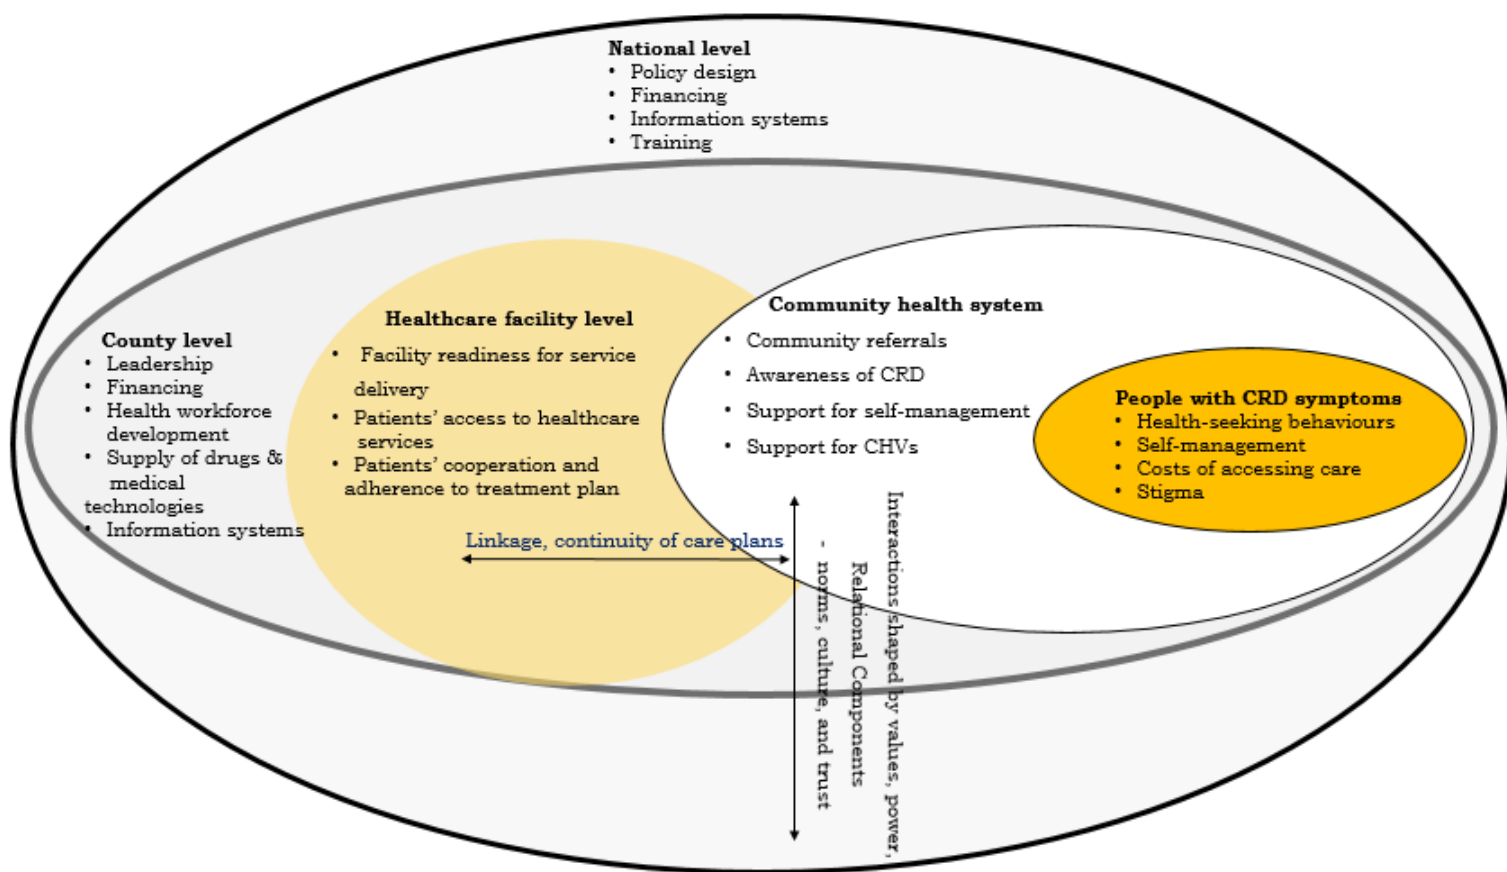 National level
• Policy design
• Financing
• Information systems
• Training
County level
• Leadership
• Financing
• Health workforce
development
• Supply of drugs &
medical
technologies
• Information systems
Healthcare facility level
• Facility readiness for service
delivery
• Patients' access to healthcare
services
• Patients' cooperation and
adherence to treatment plan
Linkage, continuity of care plans
Community health system
• Community referrals
• Awareness of CRD
• Support for self-management
• Support for CHVs
People with CRD symptoms
• Health-seeking behaviours
• Self-management
• Costs of accessing care
• Stigma
Interactions shaped by values, power,
Relational Components
- norms, culture, and trust